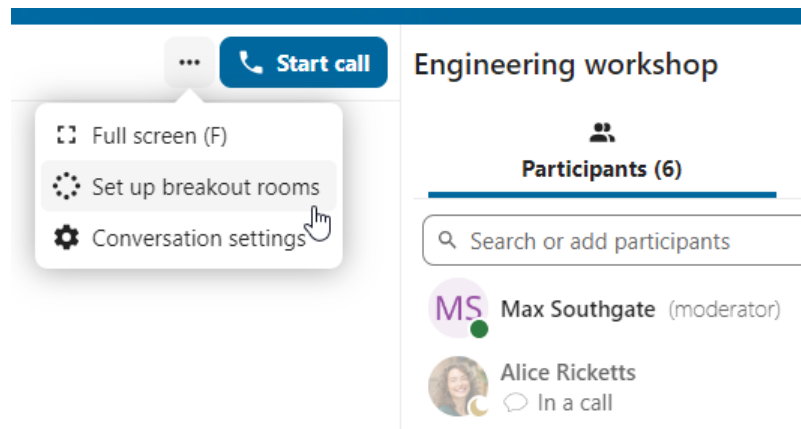 ... Start call
Full screen (F)
Set up breakout rooms
Conversation settings
Engineering workshop
Participants (6)
Search or add participants
MS Max Southgate (moderator)
Alice Ricketts
In a call